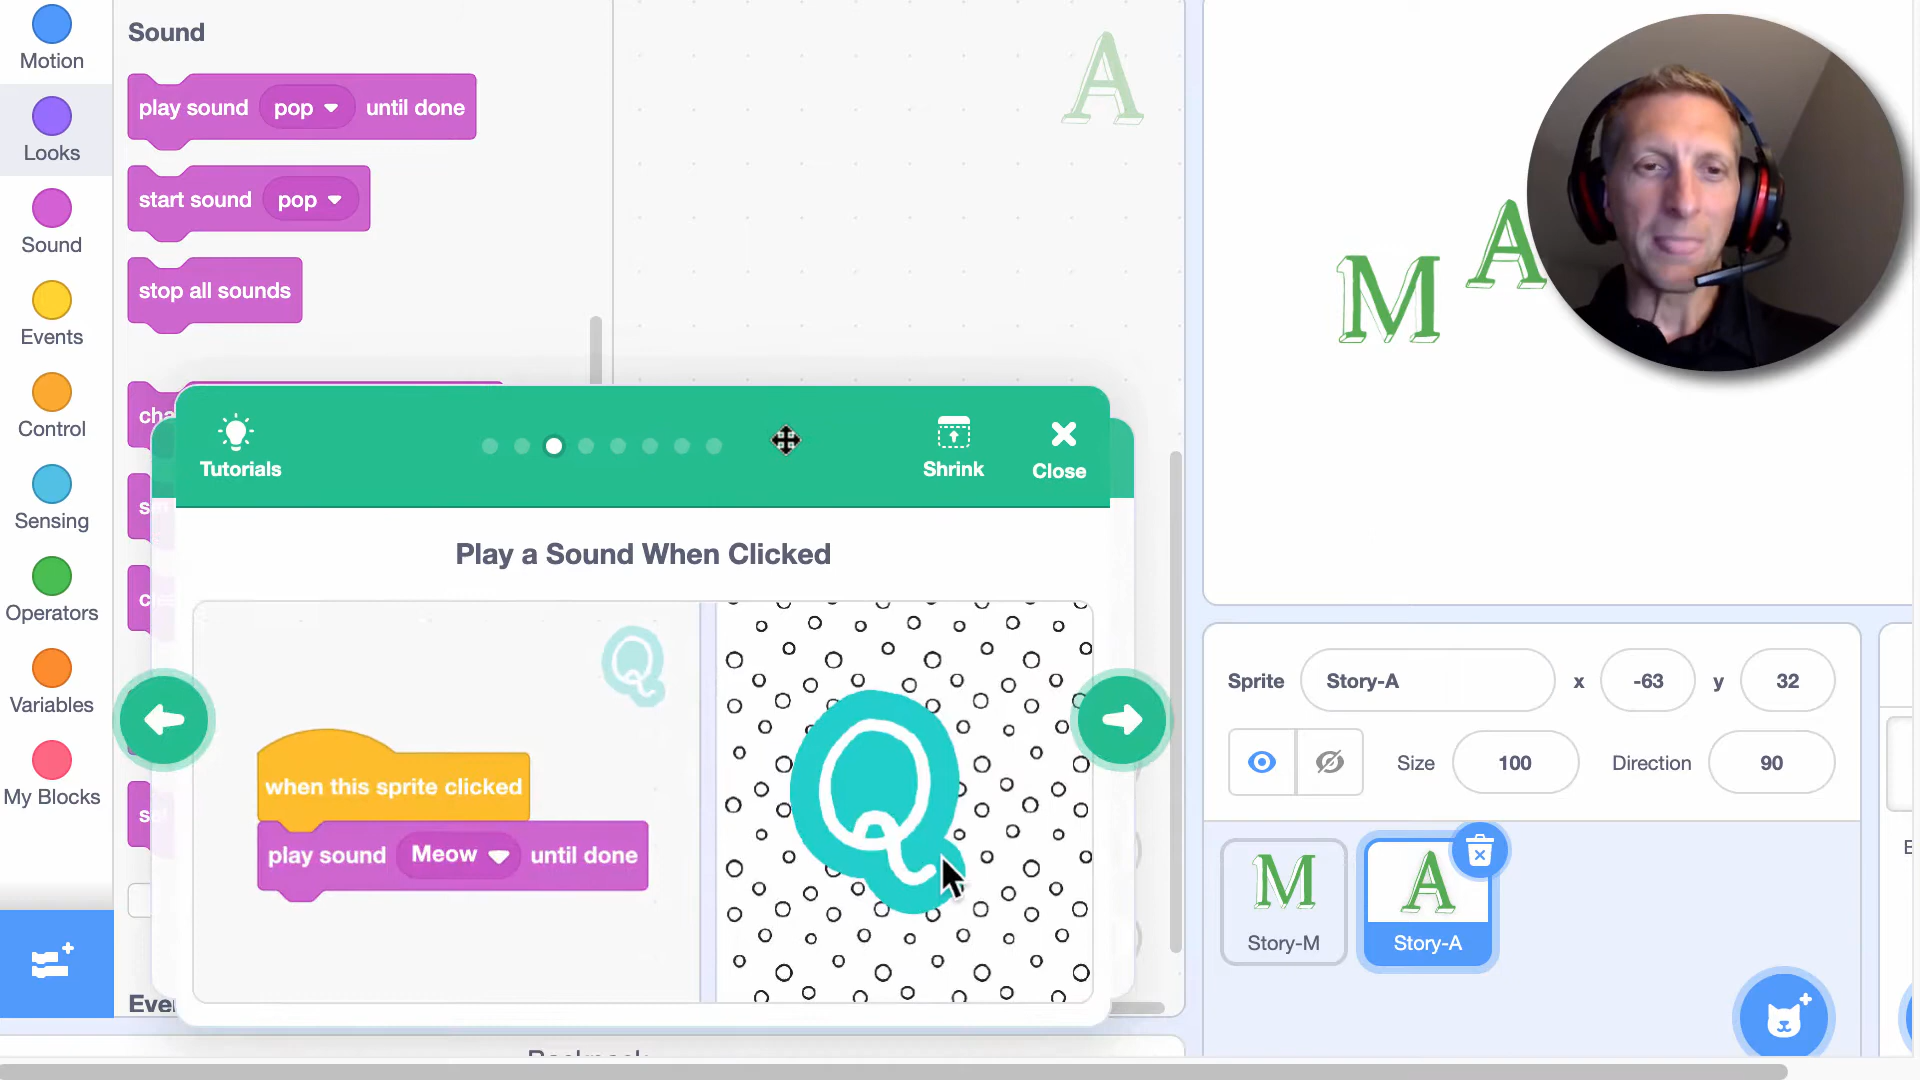 Motion
Looks
Sound
Events
Control
Sensing
Operators
Variables
My Blocks
Sound
play sound pop until done
start sound pop
stop all sounds
A
Tutorials
Shrink
Close
Play a Sound When Clicked
Q
when this sprite clicked
play sound Meow until done
Q
M A
Sprite Story-A x -63 y 32
Size 100 Direction 90
M
Story-M
A
Story-A